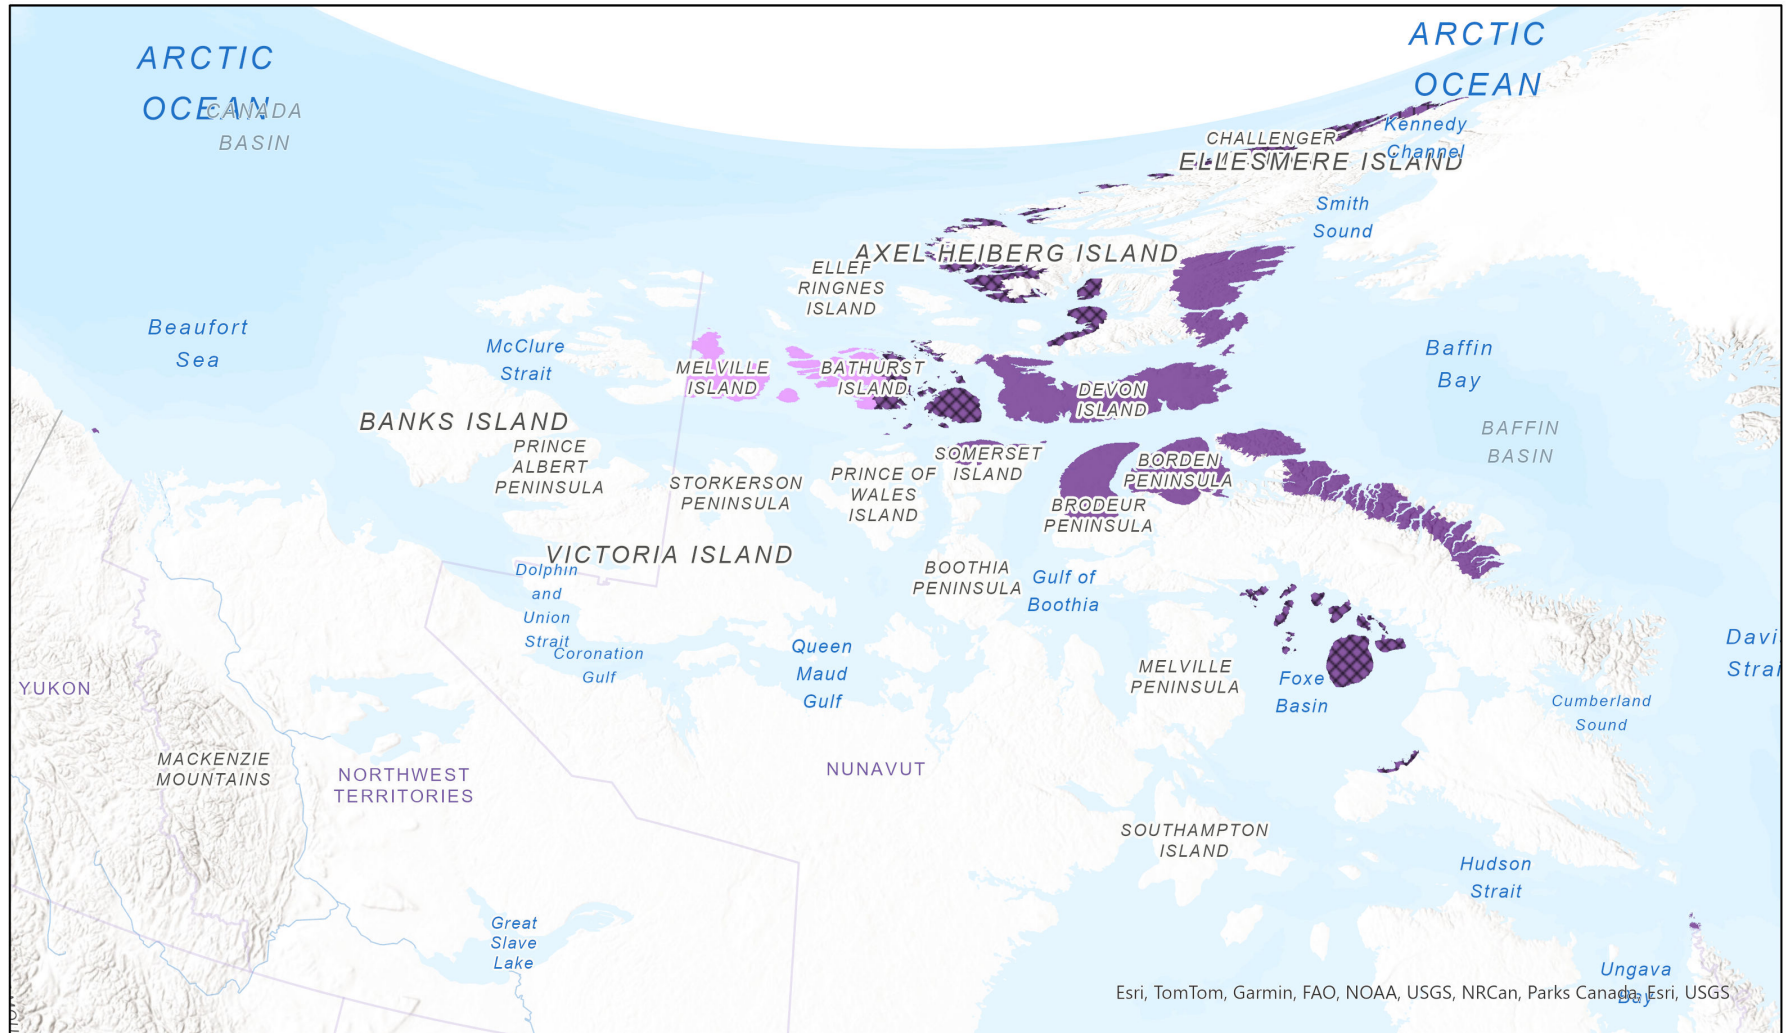 ARCTIC
OCEAN
CANADA
BASIN
ARCTIC
OCEAN
Kennedy
Channel
CHALLENGER
ELLESMERE ISLAND
Smith
Sound
AXEL HEIBERG ISLAND
ELLEF
RINGNES
ISLAND
Beaufort
Sea
McClure
Strait
MELVILLE
ISLAND
BATHURST
ISLAND
DEVON
ISLAND
Baffin
Bay
BAFFIN
BASIN
BANKS ISLAND
PRINCE
ALBERT
PENINSULA
STORKERSON
PENINSULA
PRINCE OF
WALES
ISLAND
SOMERSET
ISLAND
BORDEN
PENINSULA
BRODEUR
PENINSULA
VICTORIA ISLAND
Dolphin
and
Union
Strait
Coronation
Gulf
BOOTHIA
PENINSULA
Gulf of
Boothia
Queen
Maud
Gulf
MELVILLE
PENINSULA
Foxe
Basin
Davi
Strai
Cumberland
Sound
YUKON
MACKENZIE
MOUNTAINS
NORTHWEST
TERRITORIES
NUNAVUT
SOUTHAMPTON
ISLAND
Hudson
Strait
Great
Slave
Lake
Ungava
Bay
Esri, TomTom, Garmin, FAO, NOAA, USGS, NRCan, Parks Canada, Esri, USGS